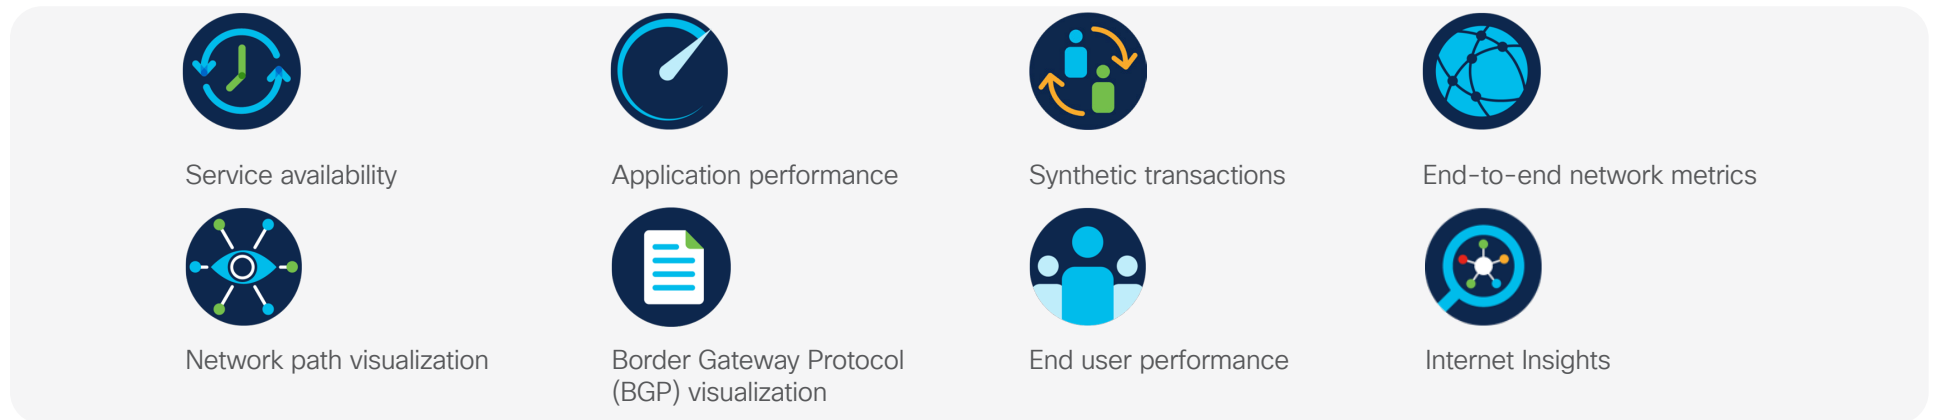 Service availability
Application performance
Synthetic transactions
End-to-end network metrics
Network path visualization
Border Gateway Protocol
(BGP) visualization
End user performance
Internet Insights